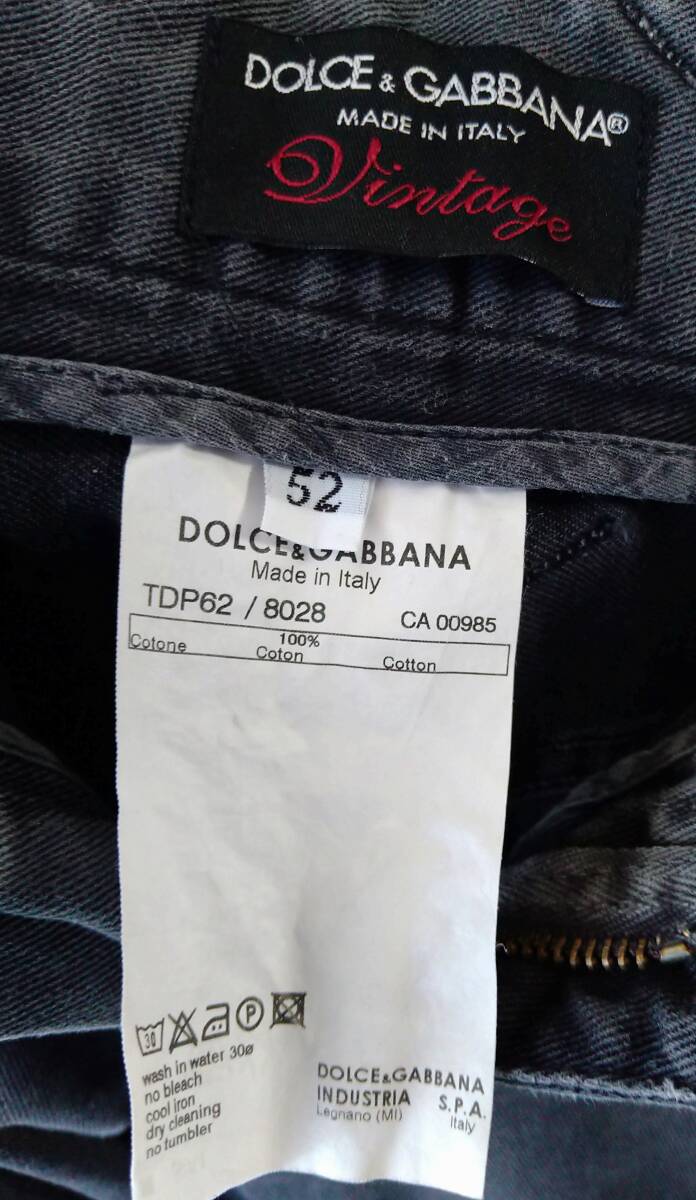 DOLCE & GABBANA®
MADE IN ITALY
Vintage
52
DOLCE&GABBANA
Made in Italy
TDP62 / 8028 CA 00985
100%
Cotone Coton Cotton
30 P
wash in water 30ø
no bleach
cool iron
dry cleaning
no tumbler
DOLCE&GABBANA
INDUSTRIA S.P.A.
Legnano (MI) Italy